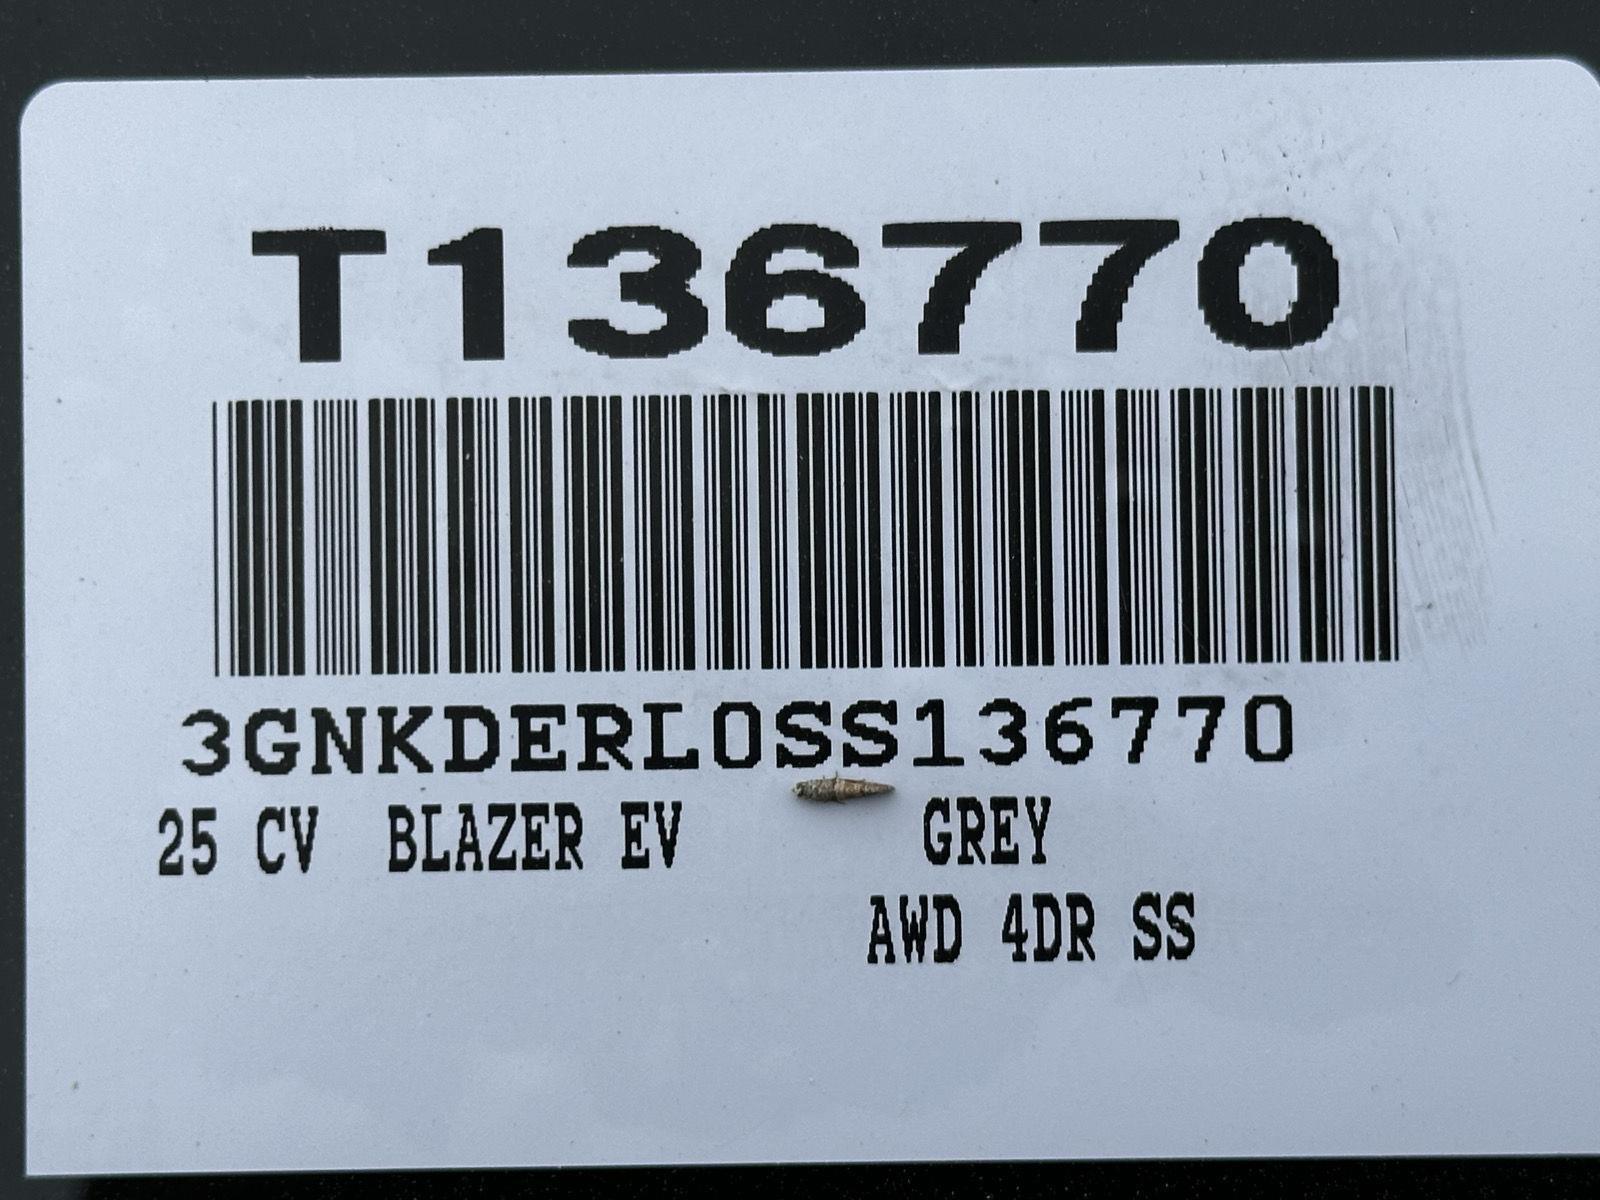 T136770
3GNKDERL0SS136770
25 CV BLAZER EV GREY
AWD 4DR SS